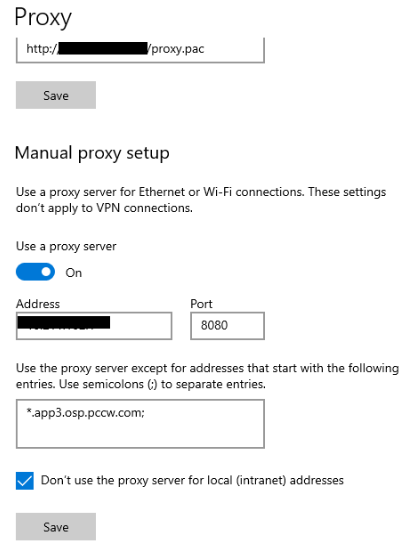 Proxy
http:/ /proxy.pac
Save
Manual proxy setup
Use a proxy server for Ethernet or Wi-Fi connections. These settings
don't apply to VPN connections.
Use a proxy server
On
Address Port
8080
Use the proxy server except for addresses that start with the following
entries. Use semicolons (;) to separate entries.
*.app3.osp.pccw.com;
Don't use the proxy server for local (intranet) addresses
Save